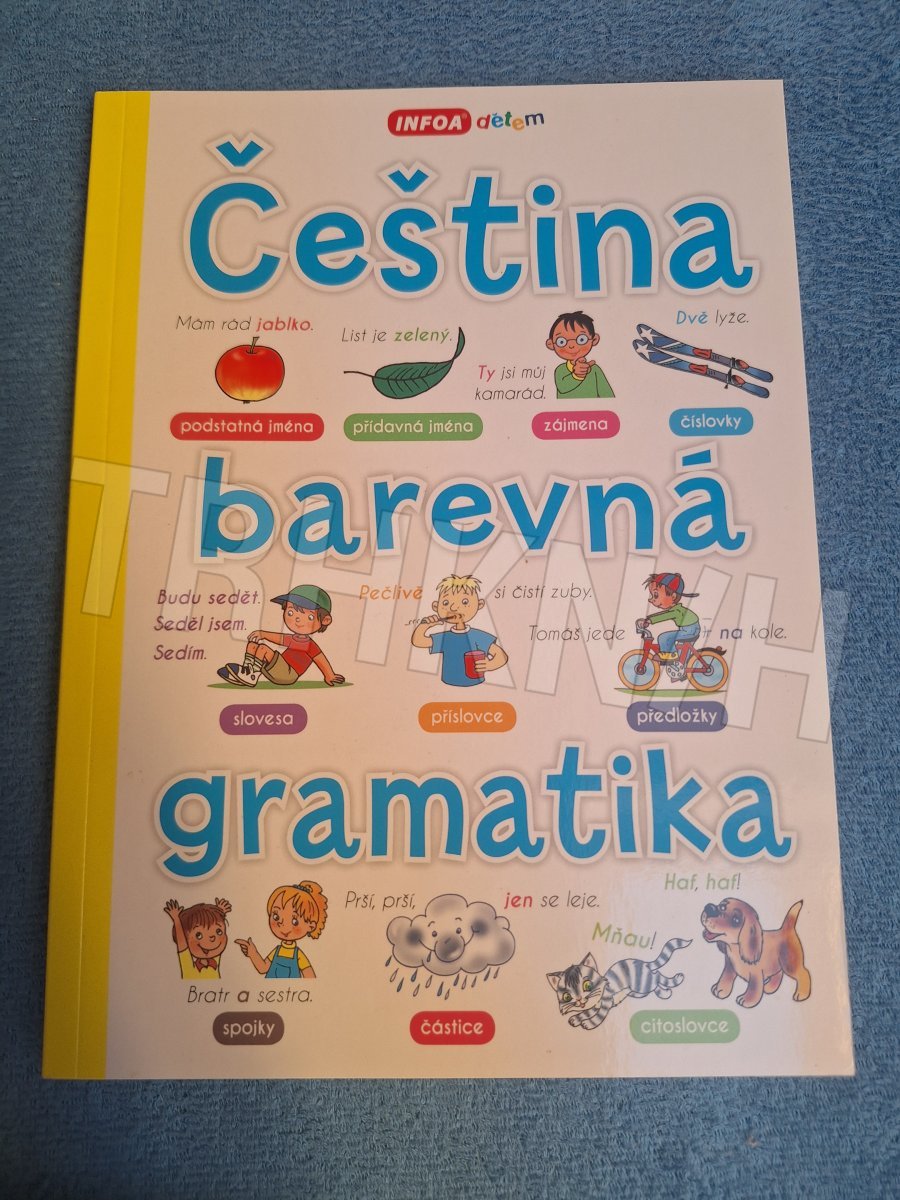 INFOA® dětem
Čeština
Mám rád jablko.
podstatná jména
List je zelený.
přídavná jména
Ty jsi můj
kamarád.
zájmena
Dvě lyže.
číslovky
barevná
Budu sedět.
Seděl jsem.
Sedím.
slovesa
Pečlivě si čistí zuby.
příslovce
Tomáš jede na kole.
předložky
gramatika
Bratr a sestra.
spojky
Prší, prší, jen se leje.
částice
Mňau!
Haf, haf!
citoslovce